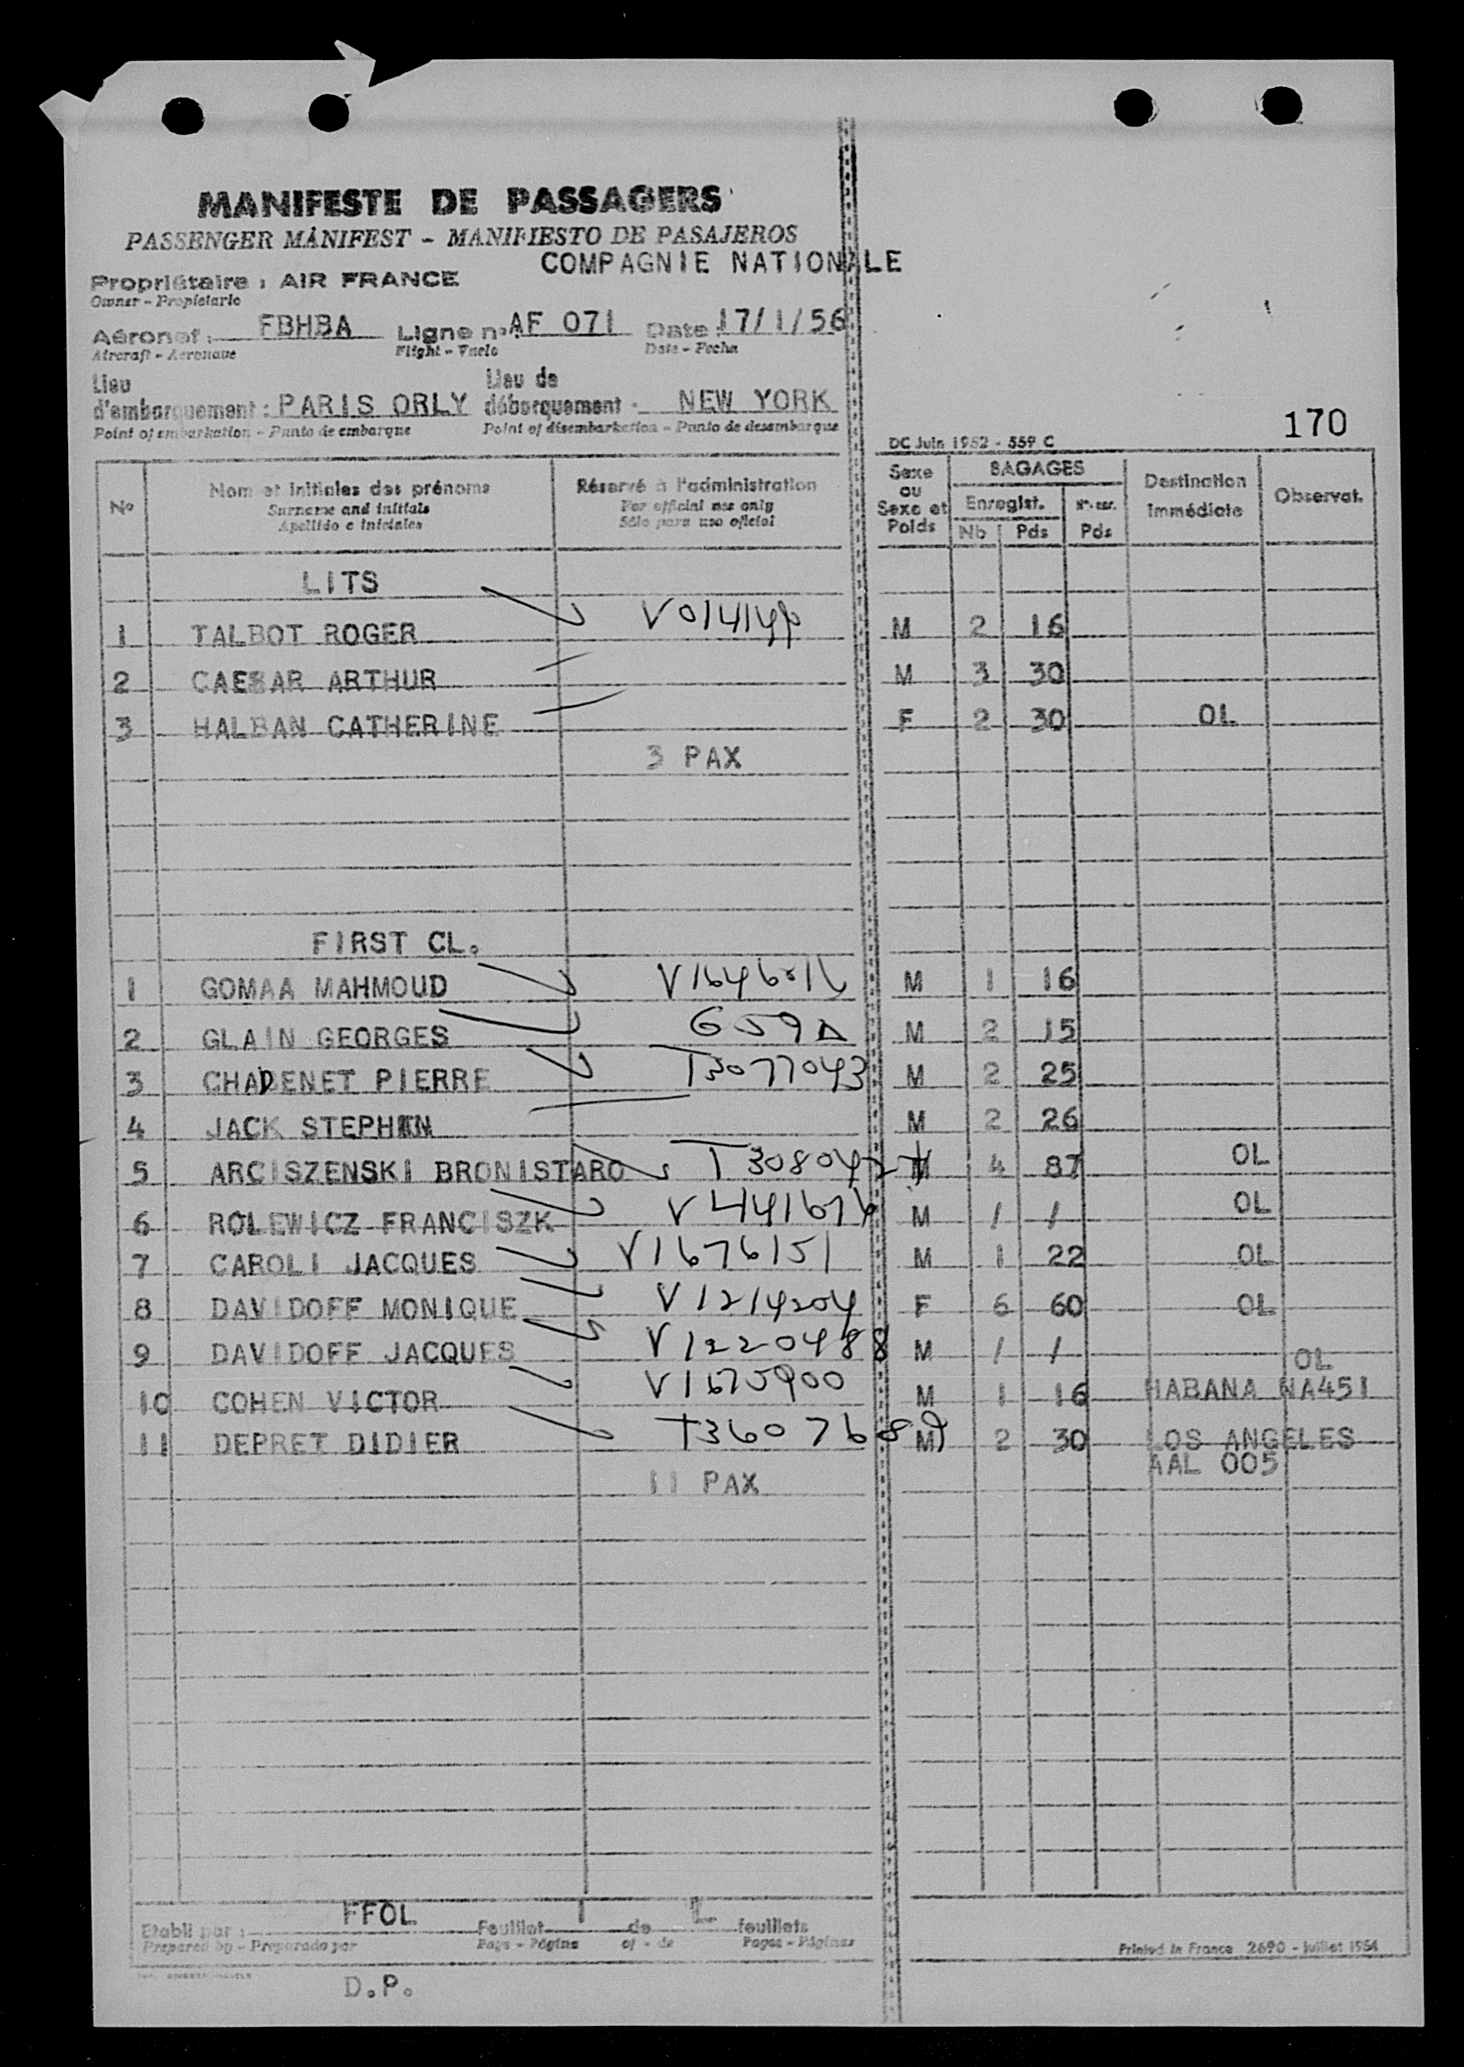 MANIFESTE DE PASSAGERS
PASSENGER MANIFEST - MANIFIESTO DE PASAJEROS
COMPAGNIE NATIONALE
Propriétaire : AIR FRANCE
Owner - Propietario
Aéronef : FBHBA Ligne n° AF 071 Date : 17/1/56
Aircraft - Aeronave Flight - Vuelo Date - Fecha
Lieu d'embarquement : PARIS ORLY Lieu de débarquement - NEW YORK
Point of embarkation - Punto de embarque Point of disembarkation - Punto de desembarque
DC Juin 1952 - 559 C 170
No Nom et initiales des prénoms Réservé à l'administration Sexe ou Sexe et Poids BAGAGES Destination immédiate Observat.
Surname and initials For official use only Enregist.
Apellido e iniciales Sólo para uso oficial Nb Pds Pds
LITS
1 TALBOT ROGER M 2 16
2 CAESAR ARTHUR M 3 30
3 HALBAN CATHERINE F 2 30 OL
3 PAX
FIRST CL.
1 GOMAA MAHMOUD M 1 16
2 GLAIN GEORGES M 2 15
3 CHADENET PIERRE T3077043 M 2 25
4 JACK STEPHEN M 2 26
5 ARCISZENSKI BRONISTARO M 4 87 OL
6 ROLEWICZ FRANCISZK M / / OL
7 CAROLI JACQUES V1676151 M 1 22 OL
8 DAVIDOFF MONIQUE V1214204 F 6 60 OL
9 DAVIDOFF JACQUES V1220488 M / /
OL
10 COHEN VICTOR V1675900 M 1 16 HABANA NA451
11 DEPRET DIDIER T3607689 M 2 30 LOS ANGELES
AAL 005
11 PAX
Etabli par : FFOL Feuillet 1 de feuillets
Prepared by - Preparado por Page - Página of - de Pages - Páginas
Printed in France 2690 - juillet 1954
D.P.